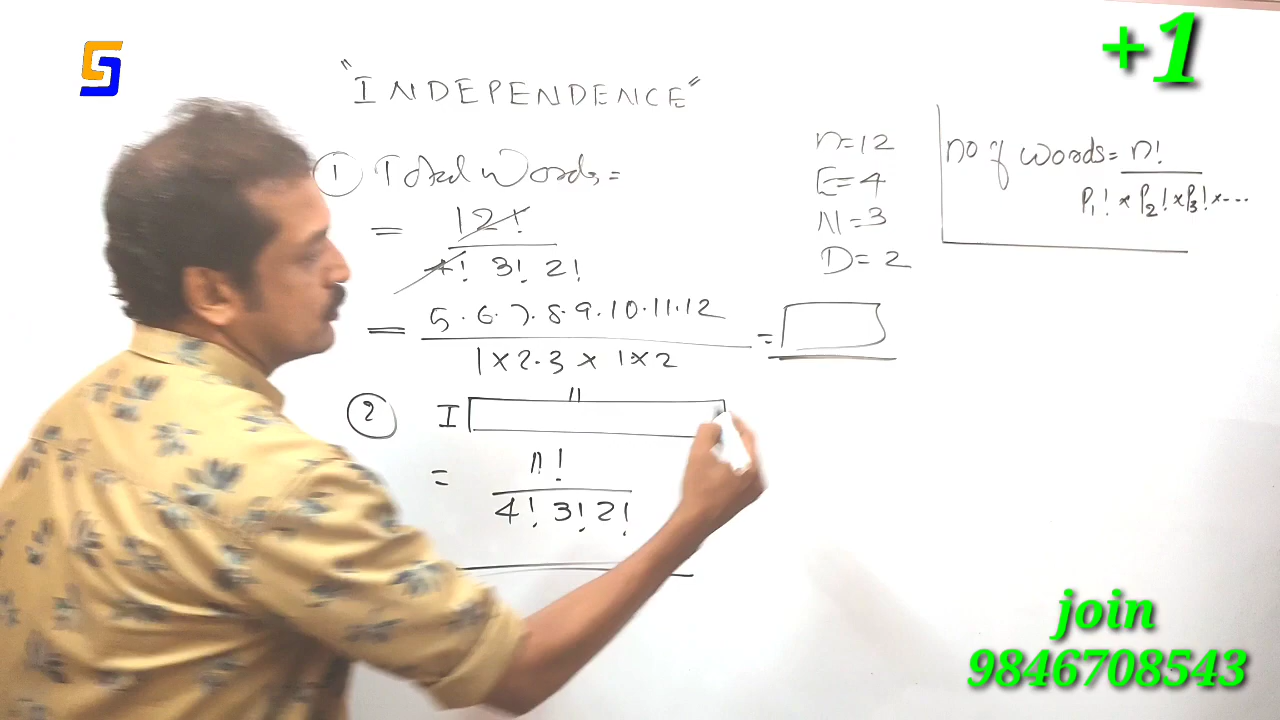 +1
"INDEPENDENCE"
① Total Words =
= 12!
4! 3! 2!
= 5.6.7.8.9.10.11.12 =
1×2.3 × 1×2
n=12
E=4
N=3
D=2
no of words = n!
P₁! × P₂! × P₃! × ...
② I 11
= 11!
4! 3! 2!
join
9846708543